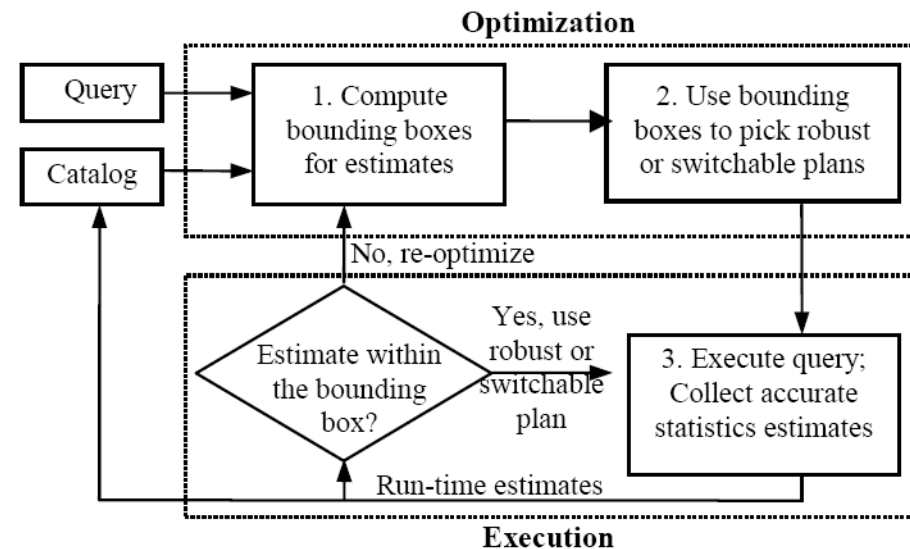 Optimization
Query
Catalog
1. Compute
bounding boxes
for estimates
2. Use bounding
boxes to pick robust
or switchable plans
No, re-optimize
Estimate within
the bounding
box?
Yes, use
robust or
switchable
plan
3. Execute query;
Collect accurate
statistics estimates
Run-time estimates
Execution